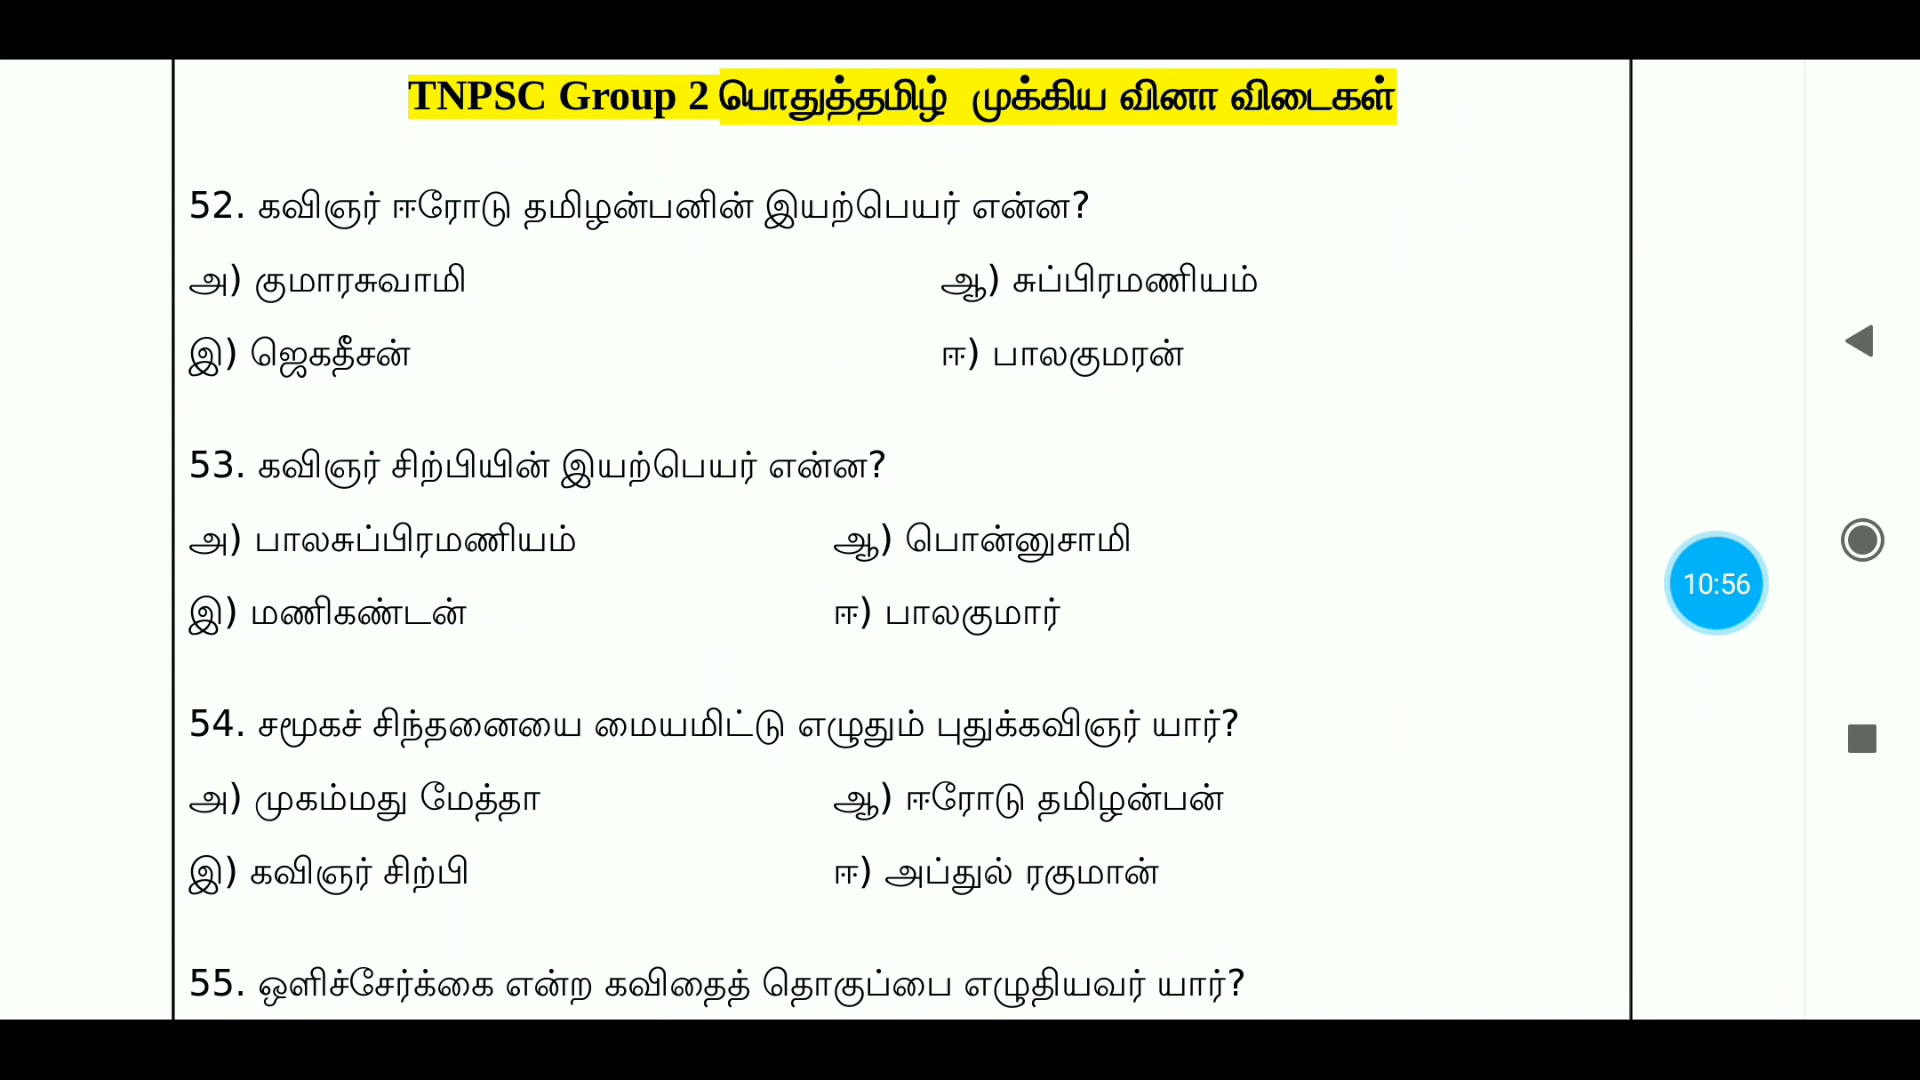 TNPSC Group 2 பொதுத்தமிழ் முக்கிய வினா விடைகள்
52. கவிஞர் ஈரோடு தமிழன்பனின் இயற்பெயர் என்ன?
அ) குமாரசுவாமி ஆ) சுப்பிரமணியம்
இ) ஜெகதீசன் ஈ) பாலகுமரன்
53. கவிஞர் சிற்பியின் இயற்பெயர் என்ன?
அ) பாலசுப்பிரமணியம் ஆ) பொன்னுசாமி
இ) மணிகண்டன் ஈ) பாலகுமார்
10:56
54. சமூகச் சிந்தனையை மையமிட்டு எழுதும் புதுக்கவிஞர் யார்?
அ) முகம்மது மேத்தா ஆ) ஈரோடு தமிழன்பன்
இ) கவிஞர் சிற்பி ஈ) அப்துல் ரகுமான்
55. ஒளிச்சேர்க்கை என்ற கவிதைத் தொகுப்பை எழுதியவர் யார்?